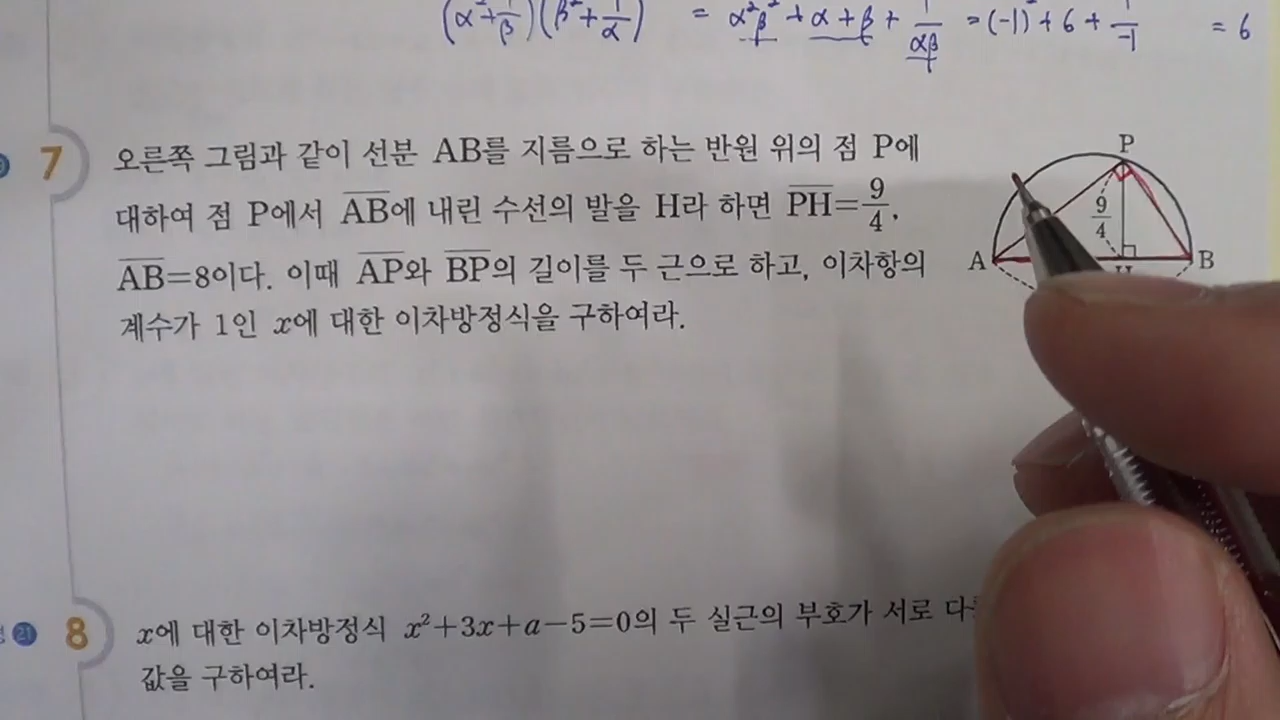 (α²+1/β)(β²+1/α) = α²β²+α+β+1/αβ =(-1)²+6+1/-1 =6
7 오른쪽 그림과 같이 선분 AB를 지름으로 하는 반원 위의 점 P에
대하여 점 P에서 AB에 내린 수선의 발을 H라 하면 PH=9/4,
AB=8이다. 이때 AP와 BP의 길이를 두 근으로 하고, 이차항의
계수가 1인 x에 대한 이차방정식을 구하여라.
P
9/4
A B
H
21 8 x에 대한 이차방정식 x²+3x+a-5=0의 두 실근의 부호가 서로
값을 구하여라.